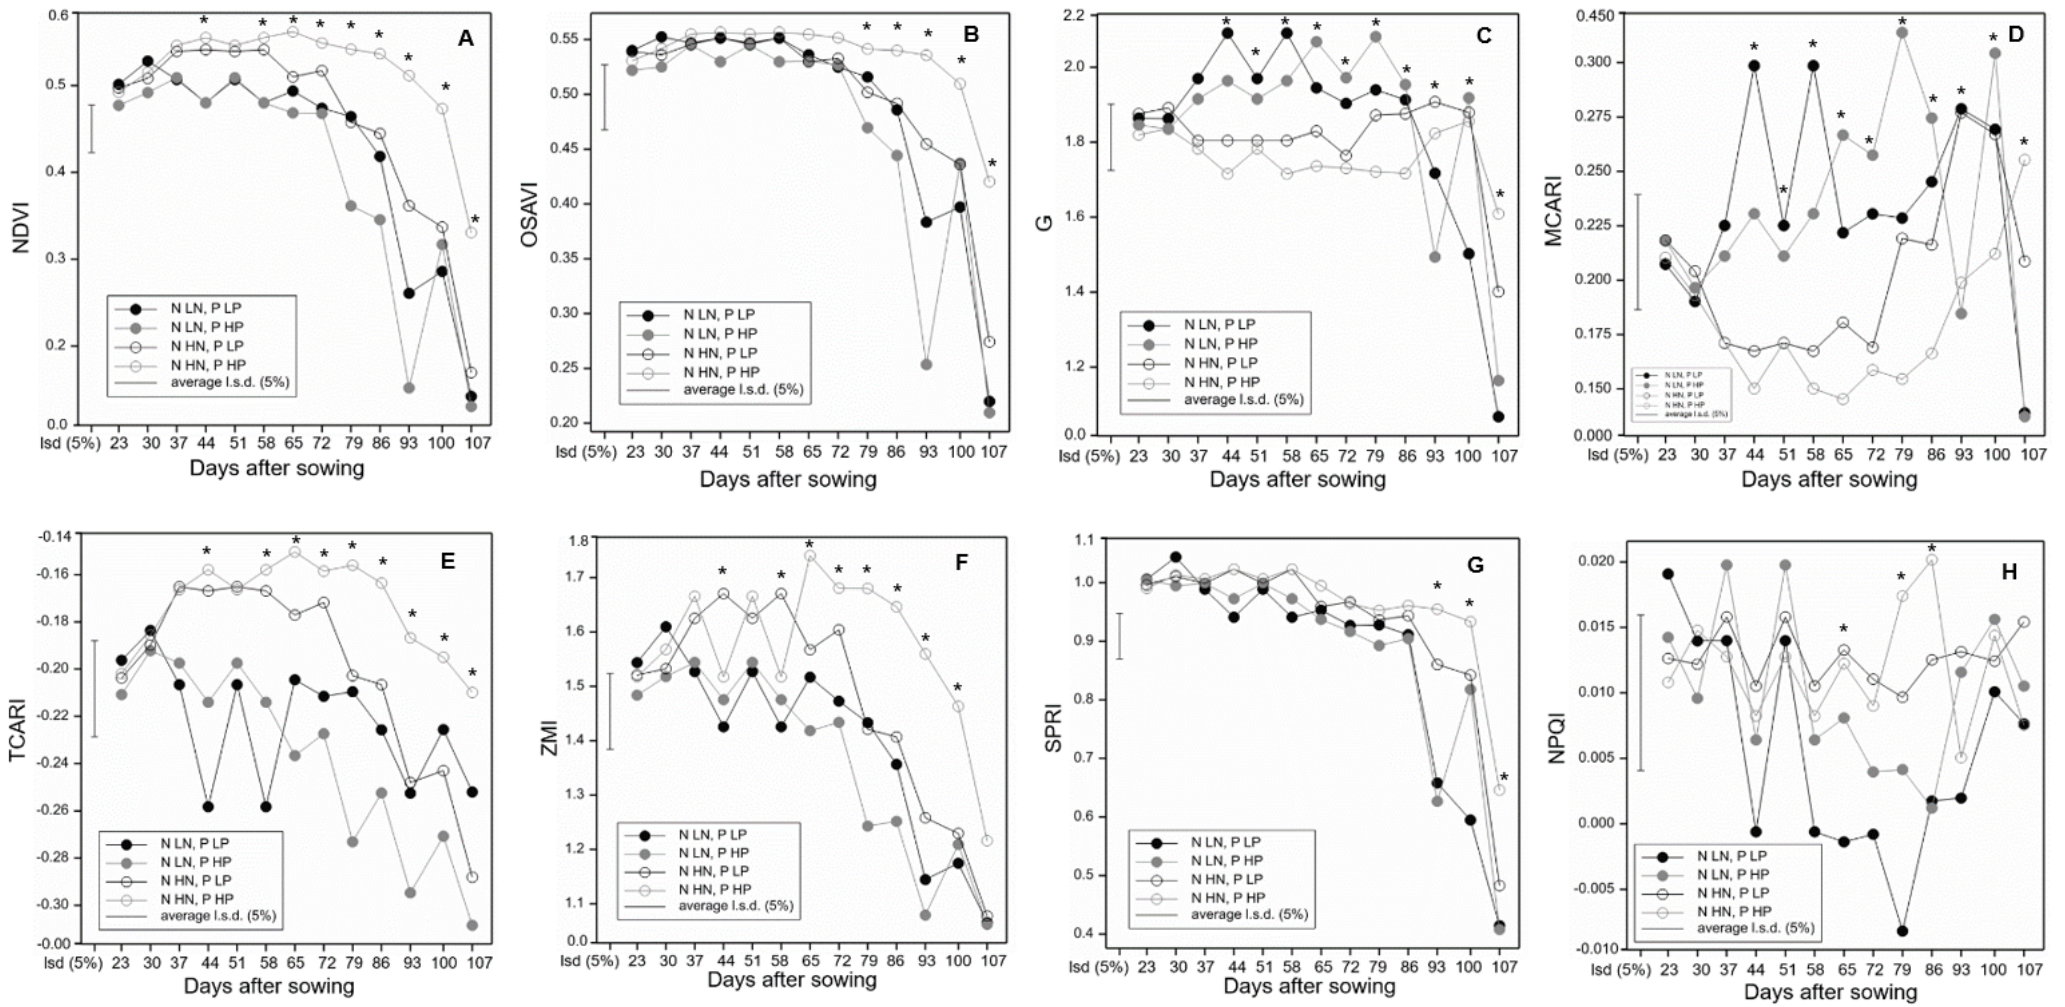 A
NDVI
0.6
0.5
0.4
0.3
0.2
0.0
* * * * * * * * *
N LN, P LP
N LN, P HP
N HN, P LP
N HN, P HP
average l.s.d. (5%)
lsd (5%) 23 30 37 44 51 58 65 72 79 86 93 100 107
Days after sowing
B
OSAVI
0.55
0.50
0.45
0.40
0.35
0.30
0.25
0.20
* * * * *
N LN, P LP
N LN, P HP
N HN, P LP
N HN, P HP
average l.s.d. (5%)
lsd (5%) 23 30 37 44 51 58 65 72 79 86 93 100 107
Days after sowing
C
G
2.2
2.0
1.8
1.6
1.4
1.2
0.0
* * * * * * * * * *
N LN, P LP
N LN, P HP
N HN, P LP
N HN, P HP
average l.s.d. (5%)
lsd (5%) 23 30 37 44 51 58 65 72 79 86 93 100 107
Days after sowing
D
MCARI
0.450
0.300
0.275
0.250
0.225
0.200
0.175
0.150
0.000
* * * * * * * * * *
N LN, P LP
N LN, P HP
N HN, P LP
N HN, P HP
average l.s.d. (5%)
lsd (5%) 23 30 37 44 51 58 65 72 79 86 93 100 107
Days after sowing
E
TCARI
-0.14
-0.16
-0.18
-0.20
-0.22
-0.24
-0.26
-0.28
-0.30
-0.00
* * * * * * * * *
N LN, P LP
N LN, P HP
N HN, P LP
N HN, P HP
average l.s.d. (5%)
lsd (5%) 23 30 37 44 51 58 65 72 79 86 93 100 107
Days after sowing
F
ZMI
1.8
1.7
1.6
1.5
1.4
1.3
1.2
1.1
0.0
* * * * * * * *
N LN, P LP
N LN, P HP
N HN, P LP
N HN, P HP
average l.s.d. (5%)
lsd (5%) 23 30 37 44 51 58 65 72 79 86 93 100 107
Days after sowing
G
SPRI
1.1
1.0
0.9
0.8
0.7
0.6
0.5
0.4
* * *
N LN, P LP
N LN, P HP
N HN, P LP
N HN, P HP
average l.s.d. (5%)
lsd (5%) 23 30 37 44 51 58 65 72 79 86 93 100 107
Days after sowing
H
NPQI
0.020
0.015
0.010
0.005
0.000
-0.005
-0.010
* * *
N LN, P LP
N LN, P HP
N HN, P LP
N HN, P HP
average l.s.d. (5%)
lsd (5%) 23 30 37 44 51 58 65 72 79 86 93 100 107
Days after sowing